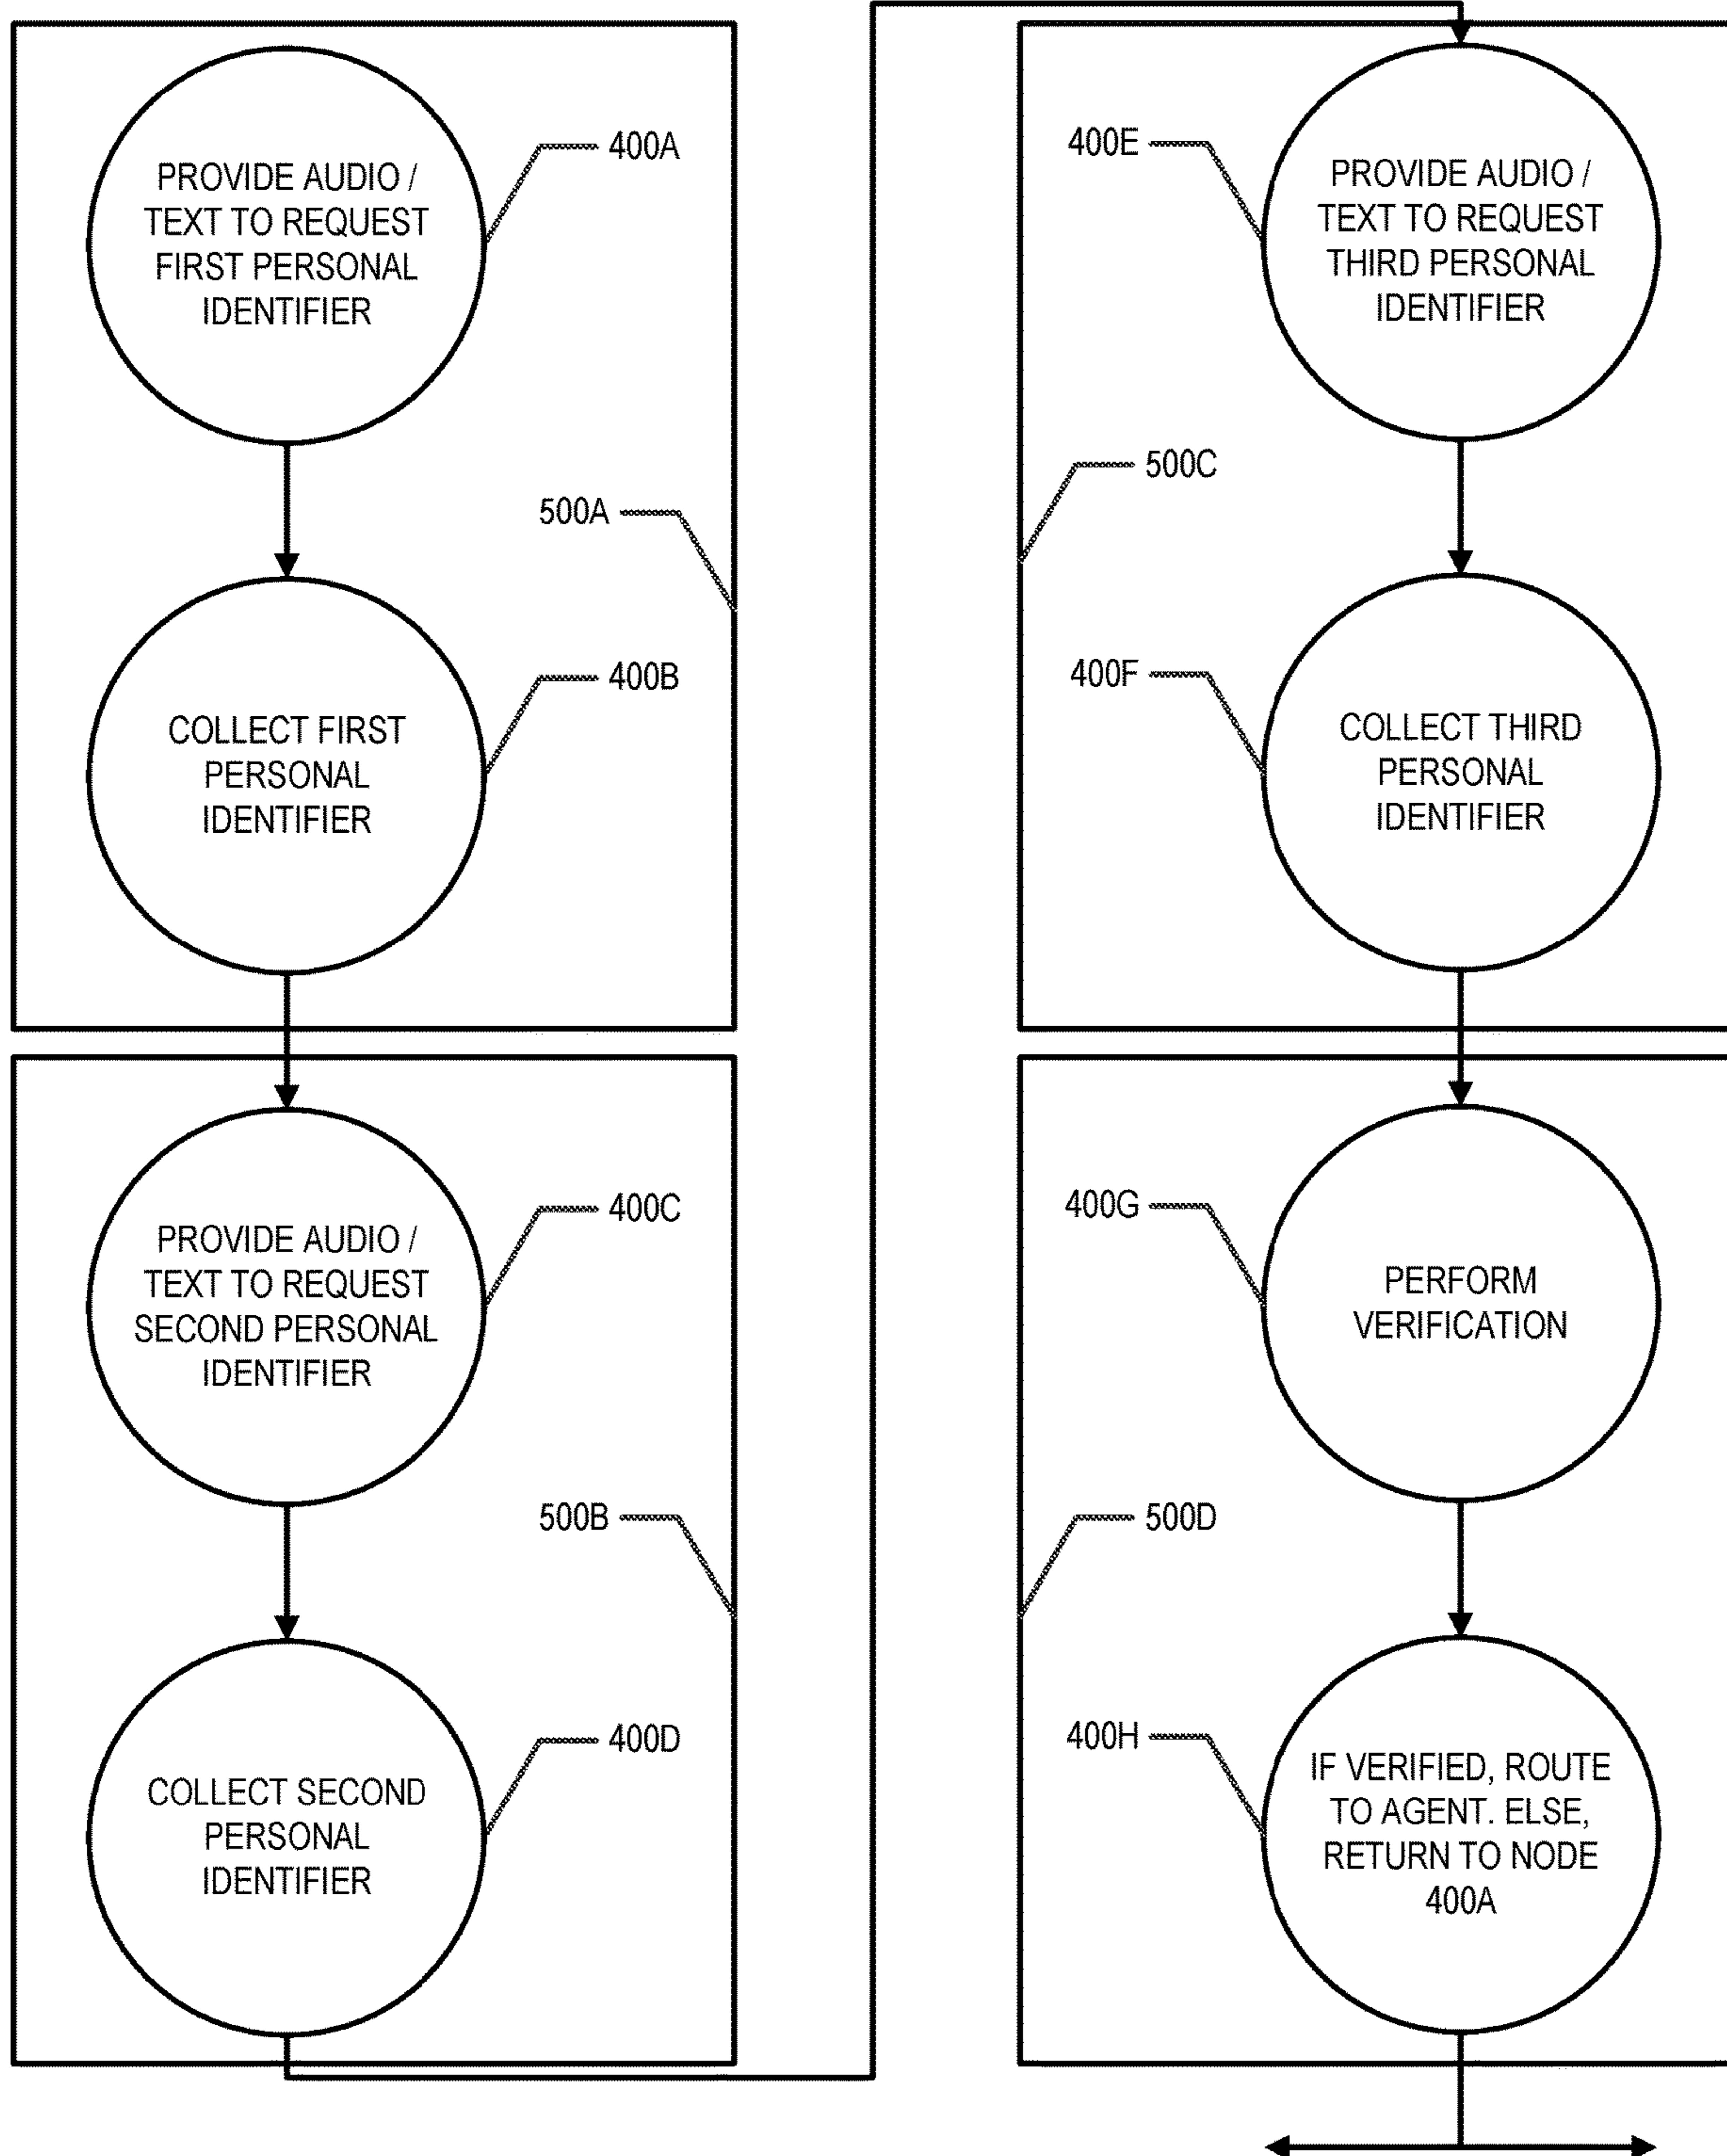 PROVIDE AUDIO /
TEXT TO REQUEST
FIRST PERSONAL
IDENTIFIER
400A
500A
COLLECT FIRST
PERSONAL
IDENTIFIER
400B
PROVIDE AUDIO /
TEXT TO REQUEST
SECOND PERSONAL
IDENTIFIER
400C
500B
COLLECT SECOND
PERSONAL
IDENTIFIER
400D
400E
PROVIDE AUDIO /
TEXT TO REQUEST
THIRD PERSONAL
IDENTIFIER
500C
400F
COLLECT THIRD
PERSONAL
IDENTIFIER
400G
PERFORM
VERIFICATION
500D
400H
IF VERIFIED, ROUTE
TO AGENT. ELSE,
RETURN TO NODE
400A